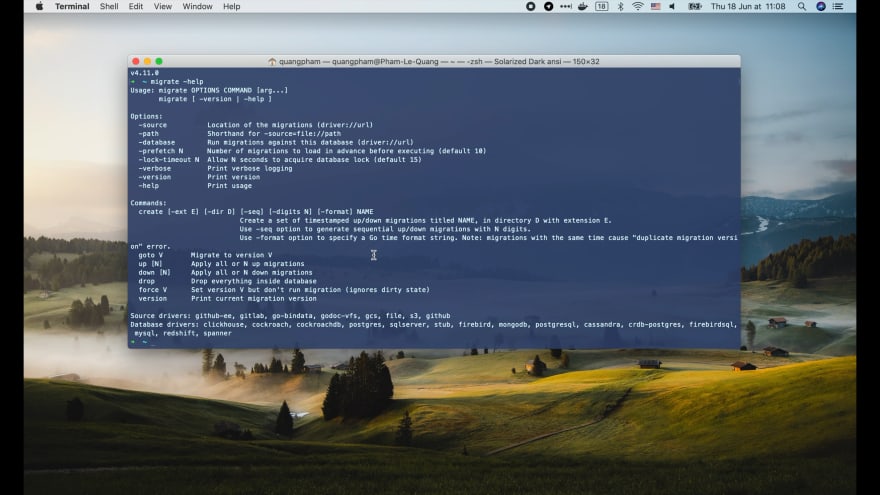 Terminal Shell Edit View Window Help 18 Thu 18 Jun at 11:08
quangpham — quangpham@Pham-Le-Quang — ~ — -zsh — Solarized Dark ansi — 150×32
v4.11.0
→ ~ migrate -help
Usage: migrate OPTIONS COMMAND [arg...]
migrate [ -version | -help ]
Options:
-source Location of the migrations (driver://url)
-path Shorthand for -source=file://path
-database Run migrations against this database (driver://url)
-prefetch N Number of migrations to load in advance before executing (default 10)
-lock-timeout N Allow N seconds to acquire database lock (default 15)
-verbose Print verbose logging
-version Print version
-help Print usage
Commands:
create [-ext E] [-dir D] [-seq] [-digits N] [-format] NAME
Create a set of timestamped up/down migrations titled NAME, in directory D with extension E.
Use -seq option to generate sequential up/down migrations with N digits.
Use -format option to specify a Go time format string. Note: migrations with the same time cause "duplicate migration versi
on" error.
goto V Migrate to version V
up [N] Apply all or N up migrations
down [N] Apply all or N down migrations
drop Drop everything inside database
force V Set version V but don't run migration (ignores dirty state)
version Print current migration version
Source drivers: github-ee, gitlab, go-bindata, godoc-vfs, gcs, file, s3, github
Database drivers: clickhouse, cockroach, cockroachdb, postgres, sqlserver, stub, firebird, mongodb, postgresql, cassandra, crdb-postgres, firebirdsql,
mysql, redshift, spanner
→ ~